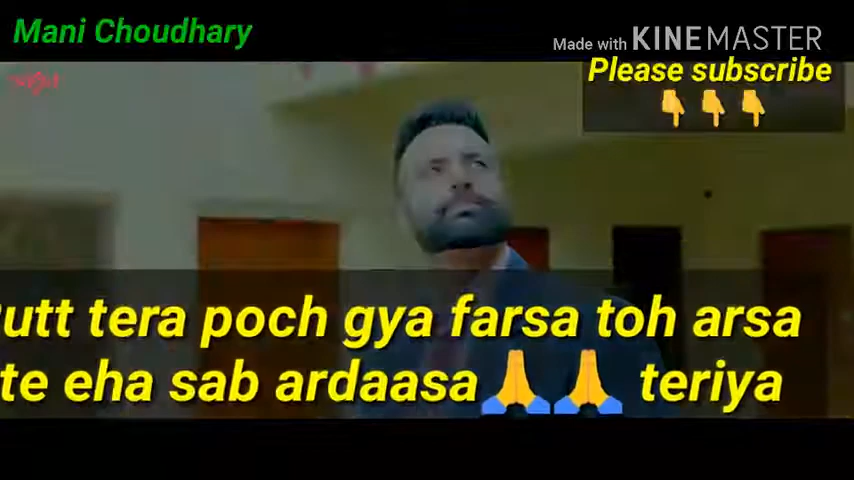 Mani Choudhary
Made with KINEMASTER
Please subscribe
👇👇👇
utt tera poch gya farsa toh arsa
te eha sab ardaasa🙏🙏 teriya